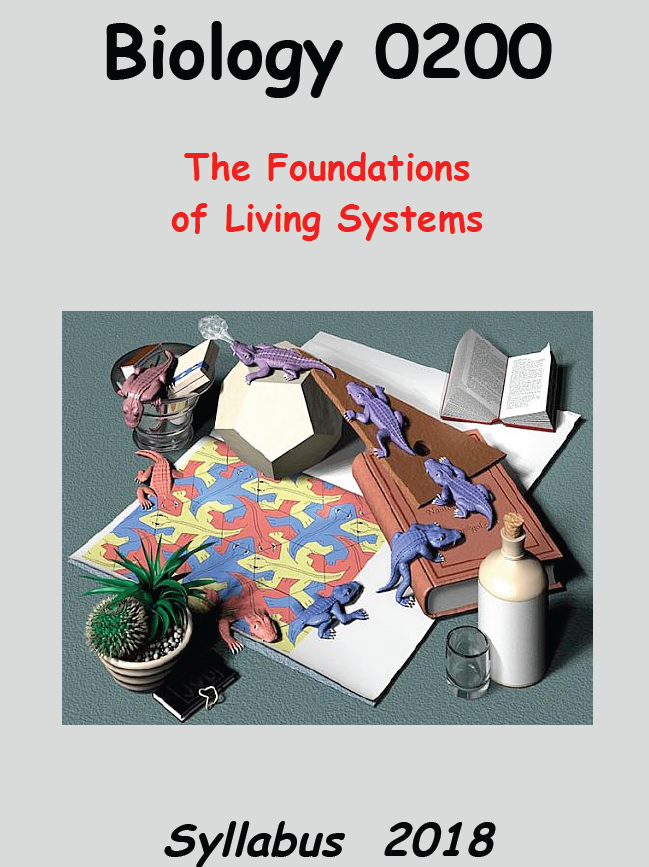 Biology 0200
The Foundations
of Living Systems
Syllabus 2018